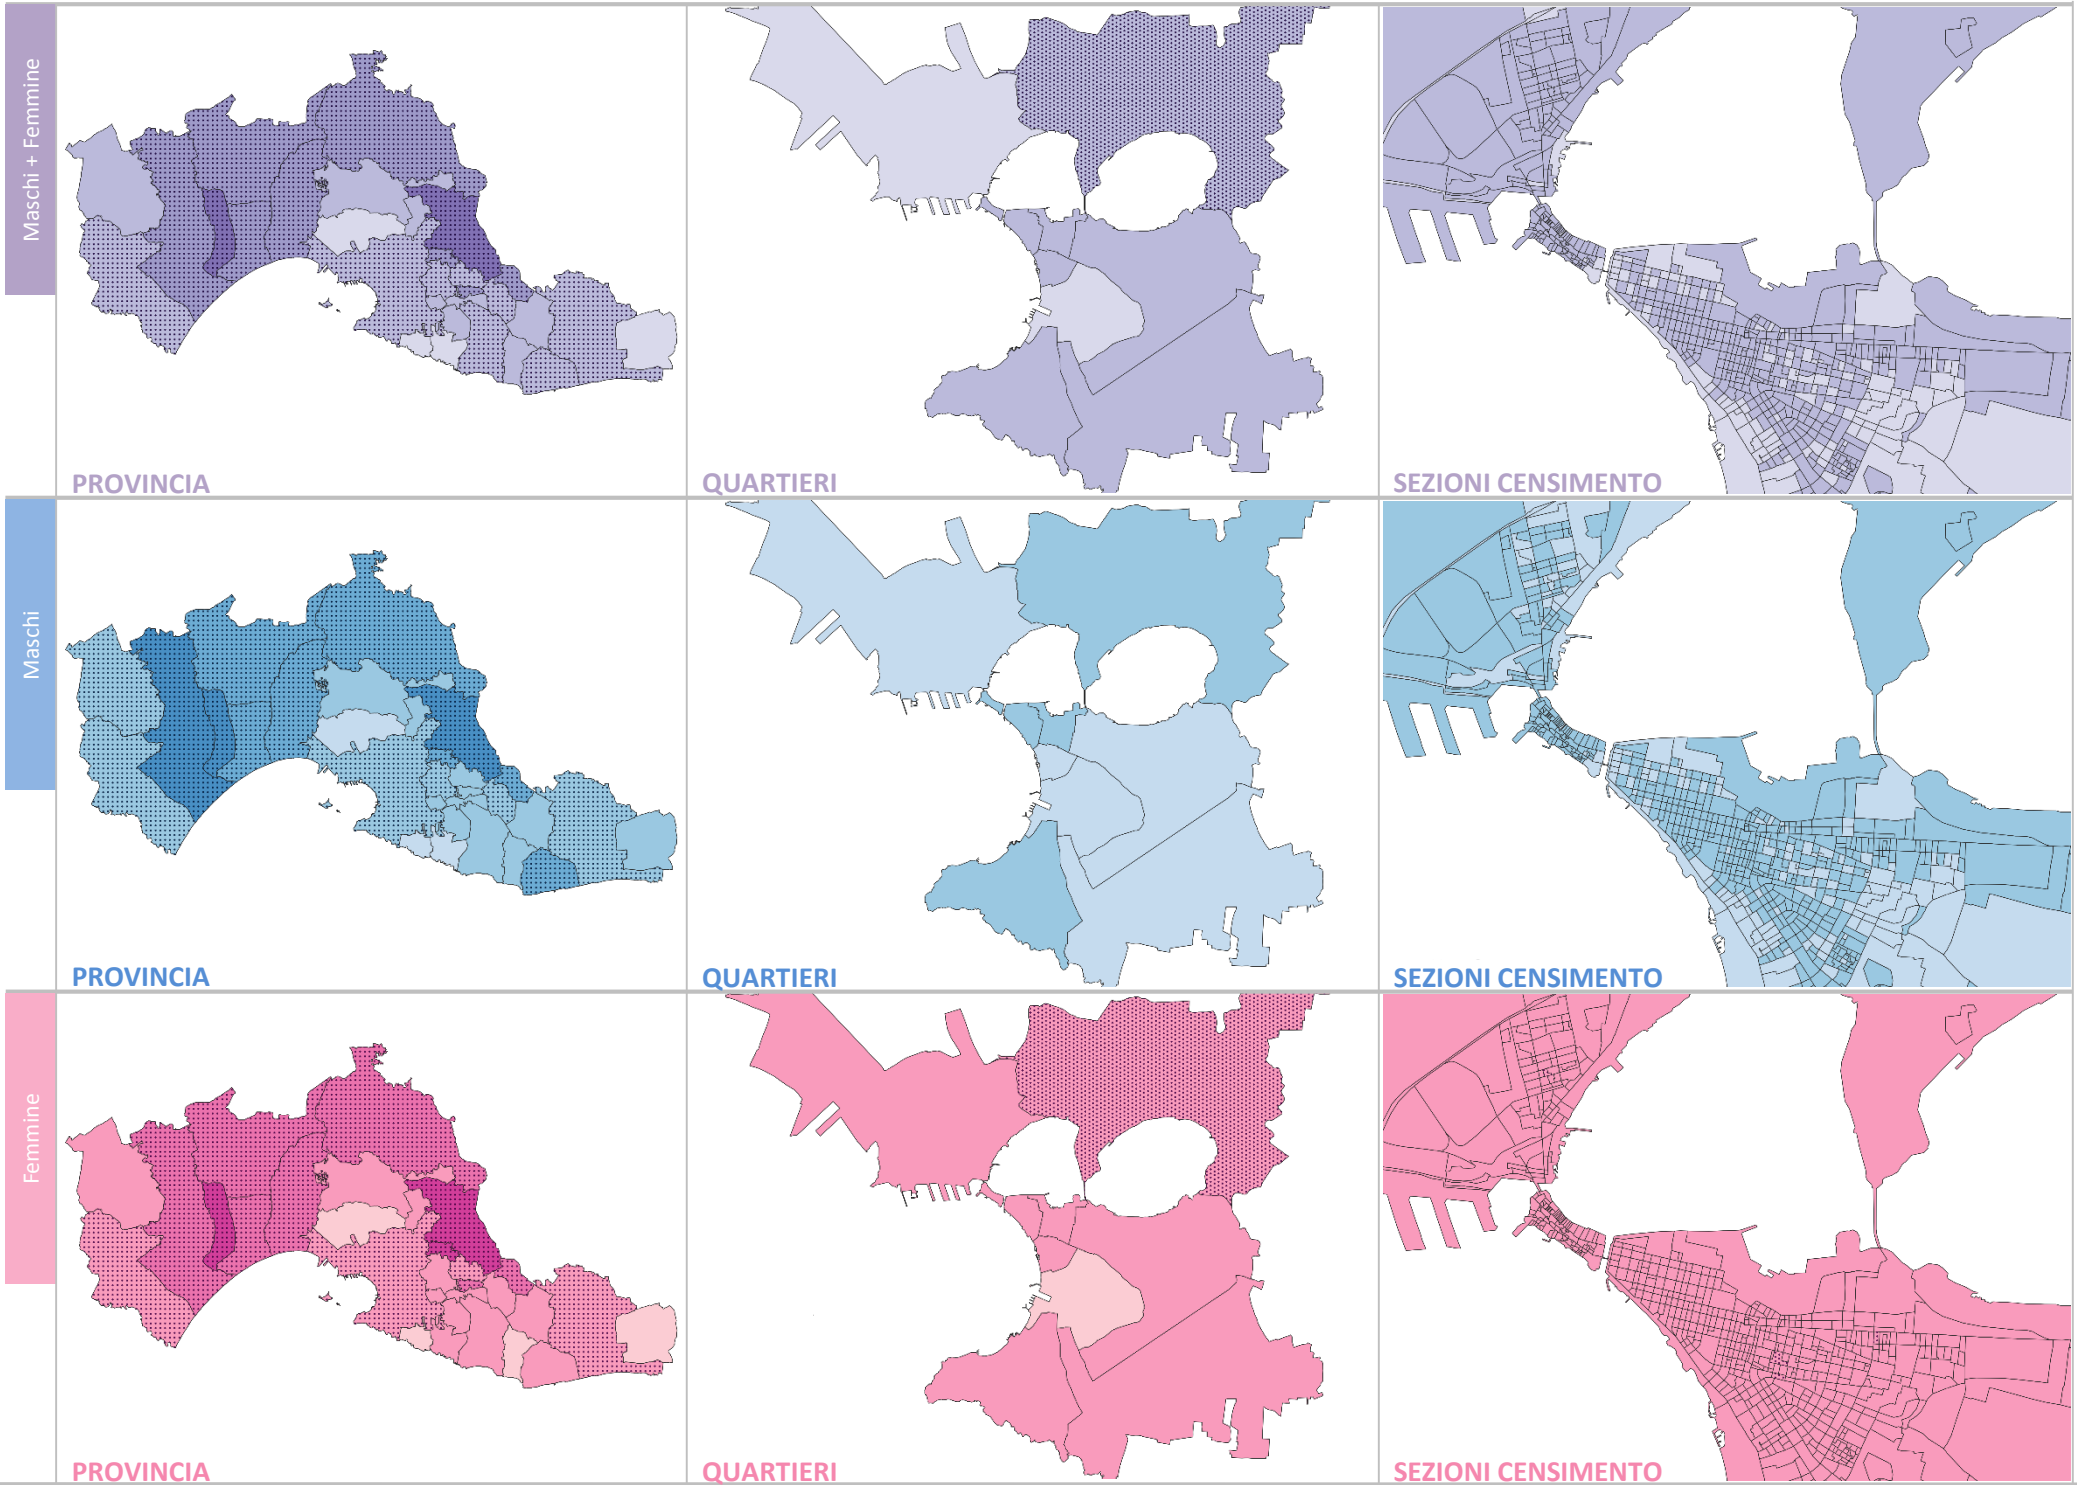 Maschi + Femmine
PROVINCIA
QUARTIERI
SEZIONI CENSIMENTO
Maschi
PROVINCIA
QUARTIERI
SEZIONI CENSIMENTO
Femmine
PROVINCIA
QUARTIERI
SEZIONI CENSIMENTO